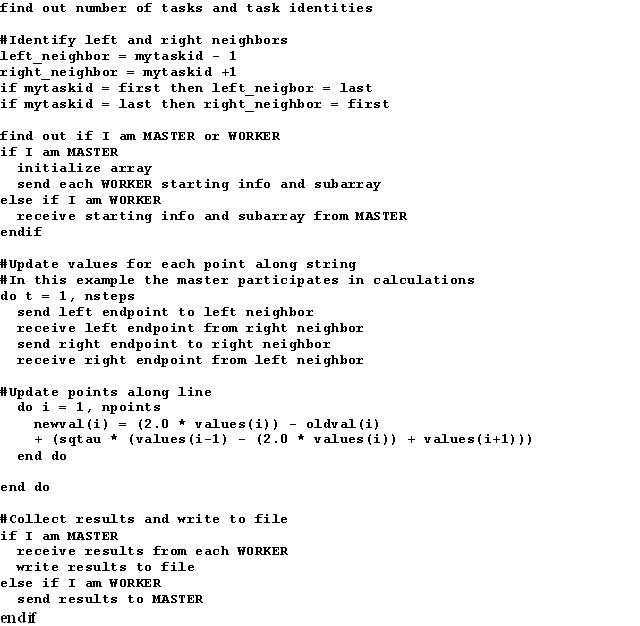 find out number of tasks and task identities
#Identify left and right neighbors
left_neighbor = mytaskid - 1
right_neighbor = mytaskid +1
if mytaskid = first then left_neigbor = last
if mytaskid = last then right_neighbor = first
find out if I am MASTER or WORKER
if I am MASTER
initialize array
send each WORKER starting info and subarray
else if I am WORKER
receive starting info and subarray from MASTER
endif
#Update values for each point along string
#In this example the master participates in calculations
do t = 1, nsteps
send left endpoint to left neighbor
receive left endpoint from right neighbor
send right endpoint to right neighbor
receive right endpoint from left neighbor
#Update points along line
do i = 1, npoints
newval(i) = (2.0 * values(i)) - oldval(i)
+ (sqtau * (values(i-1) - (2.0 * values(i)) + values(i+1)))
end do
end do
#Collect results and write to file
if I am MASTER
receive results from each WORKER
write results to file
else if I am WORKER
send results to MASTER
endif